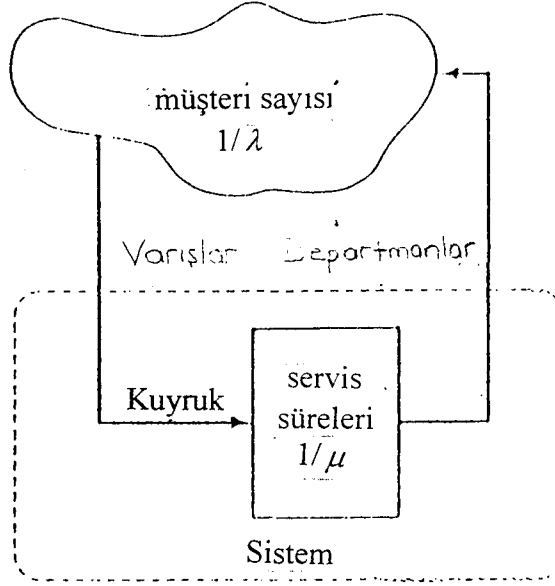 müşteri sayısı
1/λ
Varışlar Departmanlar
Kuyruk
servis
süreleri
1/μ
Sistem